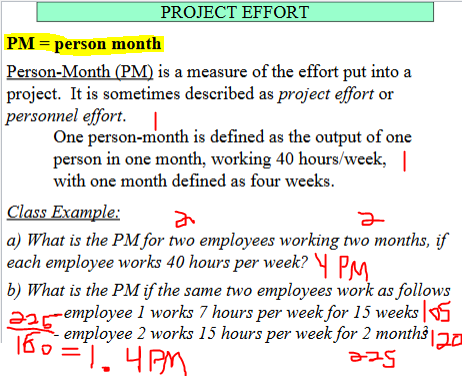 PROJECT EFFORT
PM = person month
Person-Month (PM) is a measure of the effort put into a
project. It is sometimes described as project effort or
personnel effort. 1
One person-month is defined as the output of one
person in one month, working 40 hours/week, 1
with one month defined as four weeks.
Class Example:
2 2
a) What is the PM for two employees working two months, if
each employee works 40 hours per week? 4 PM
b) What is the PM if the same two employees work as follows
- employee 1 works 7 hours per week for 15 weeks 105
- employee 2 works 15 hours per week for 2 months? 120
225
225
160 = 1.4PM